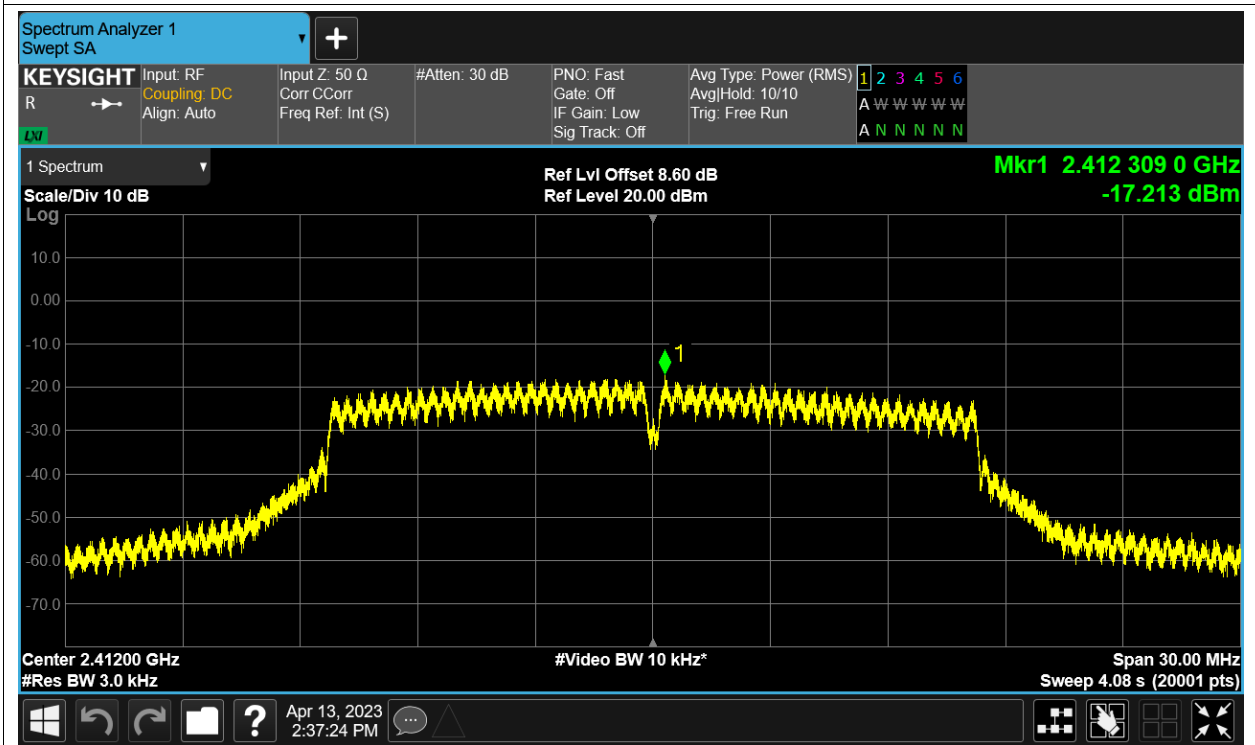 Spectrum Analyzer 1
Swept SA
KEYSIGHT
R
LXI
Input: RF
Coupling: DC
Align: Auto
Input Z: 50 Ω
Corr CCorr
Freq Ref: Int (S)
#Atten: 30 dB
PNO: Fast
Gate: Off
IF Gain: Low
Sig Track: Off
Avg Type: Power (RMS)
Avg|Hold: 10/10
Trig: Free Run
1 2 3 4 5 6
A W W W W W
A N N N N N
1 Spectrum
Scale/Div 10 dB
Ref Lvl Offset 8.60 dB
Ref Level 20.00 dBm
Mkr1 2.412 309 0 GHz
-17.213 dBm
Log
10.0
0.00
-10.0
1
-20.0
-30.0
-40.0
-50.0
-60.0
-70.0
Center 2.41200 GHz
#Res BW 3.0 kHz
#Video BW 10 kHz*
Span 30.00 MHz
Sweep 4.08 s (20001 pts)
?
Apr 13, 2023
2:37:24 PM